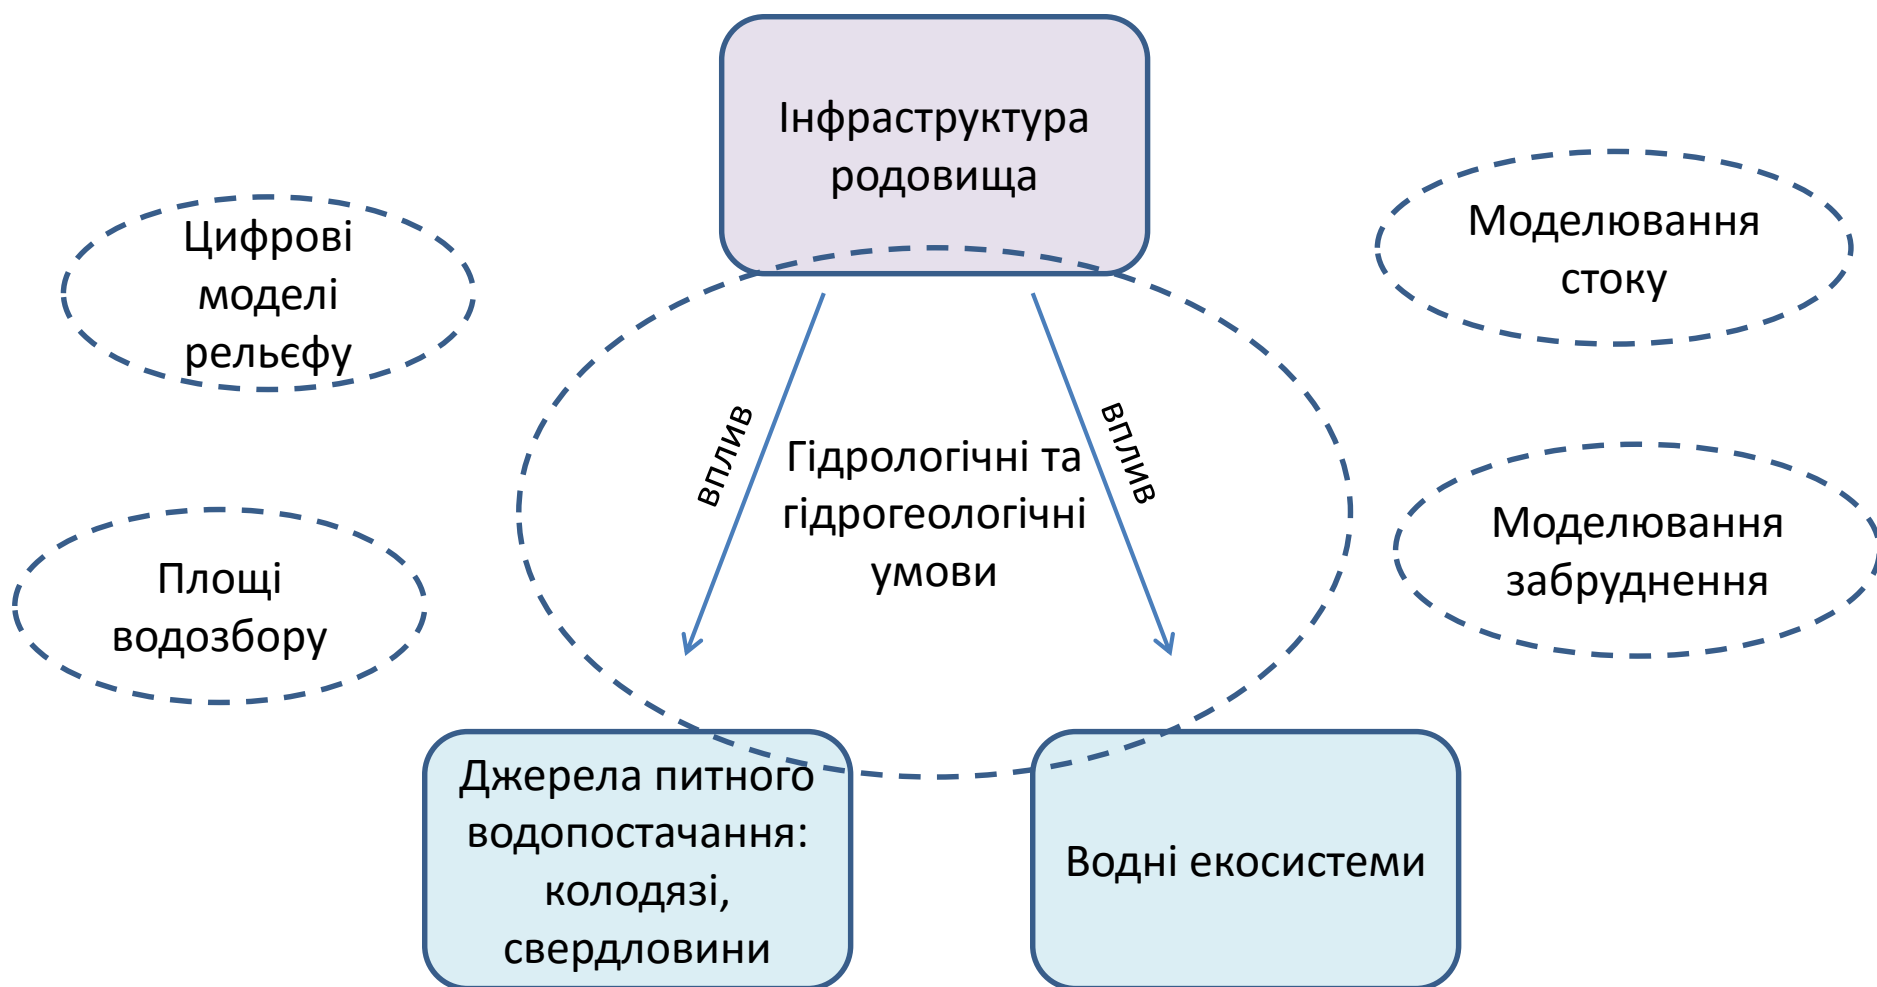 Інфраструктура
родовища
Цифрові
моделі
рельєфу
Моделювання
стоку
вплив
вплив
Гідрологічні та
гідрогеологічні
умови
Площі
водозбору
Моделювання
забруднення
Джерела питного
водопостачання:
колодязі,
свердловини
Водні екосистеми